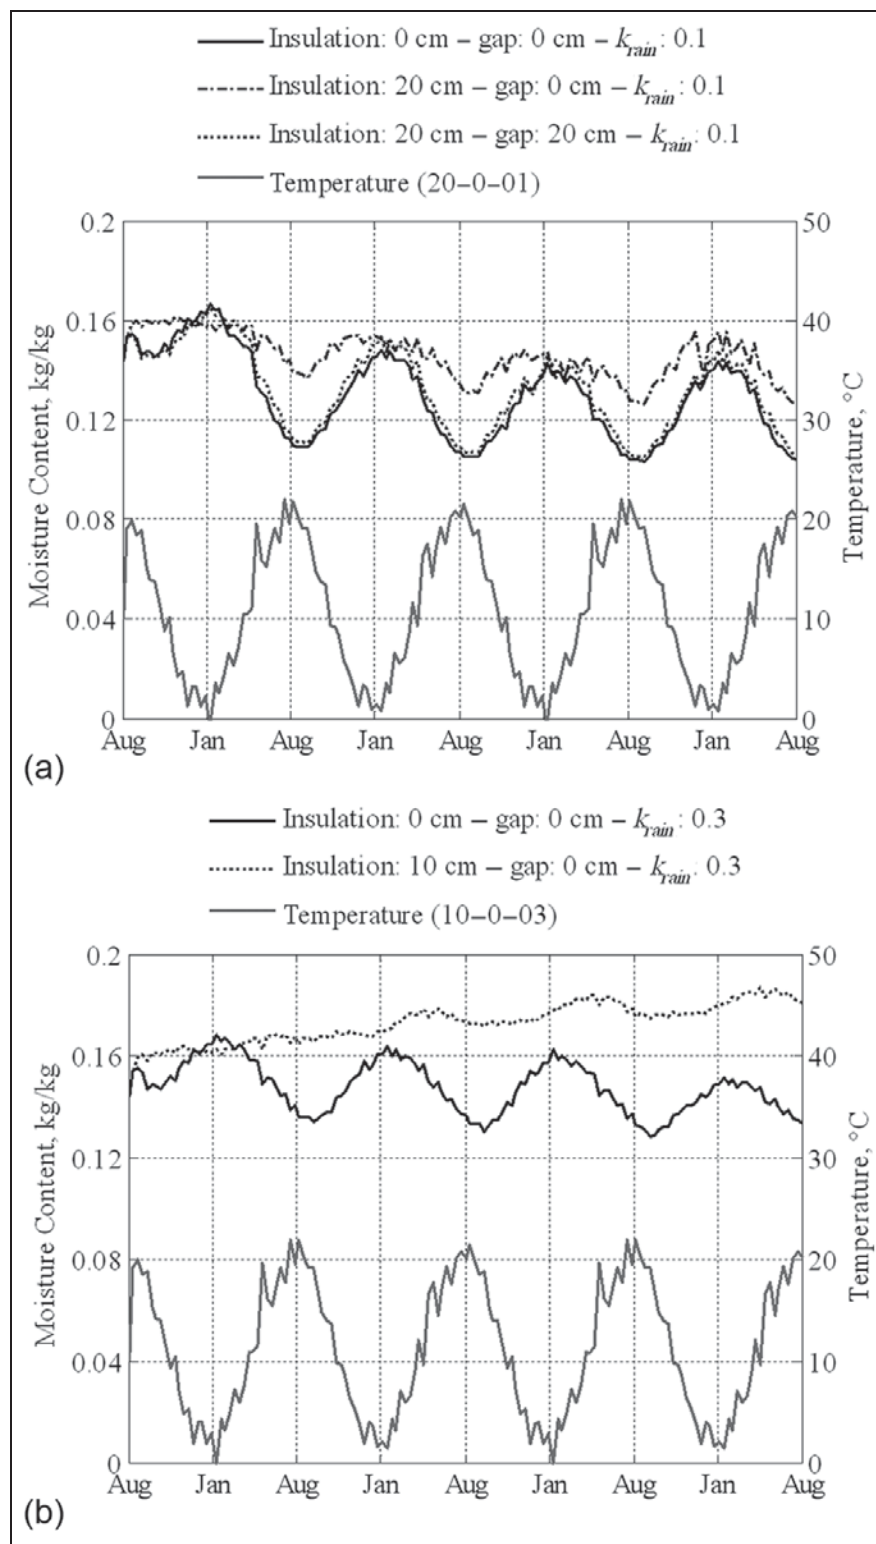 Insulation: 0 cm – gap: 0 cm – k_rain: 0.1
Insulation: 20 cm – gap: 0 cm – k_rain: 0.1
Insulation: 20 cm – gap: 20 cm – k_rain: 0.1
Temperature (20–0–01)
0.2 50
0.16 40
0.12 30
0.08 20
0.04 10
0 0
Moisture Content, kg/kg
Temperature, °C
Aug Jan Aug Jan Aug Jan Aug Jan Aug
(a)
Insulation: 0 cm – gap: 0 cm – k_rain: 0.3
Insulation: 10 cm – gap: 0 cm – k_rain: 0.3
Temperature (10–0–03)
0.2 50
0.16 40
0.12 30
0.08 20
0.04 10
0 0
Moisture Content, kg/kg
Temperature, °C
Aug Jan Aug Jan Aug Jan Aug Jan Aug
(b)